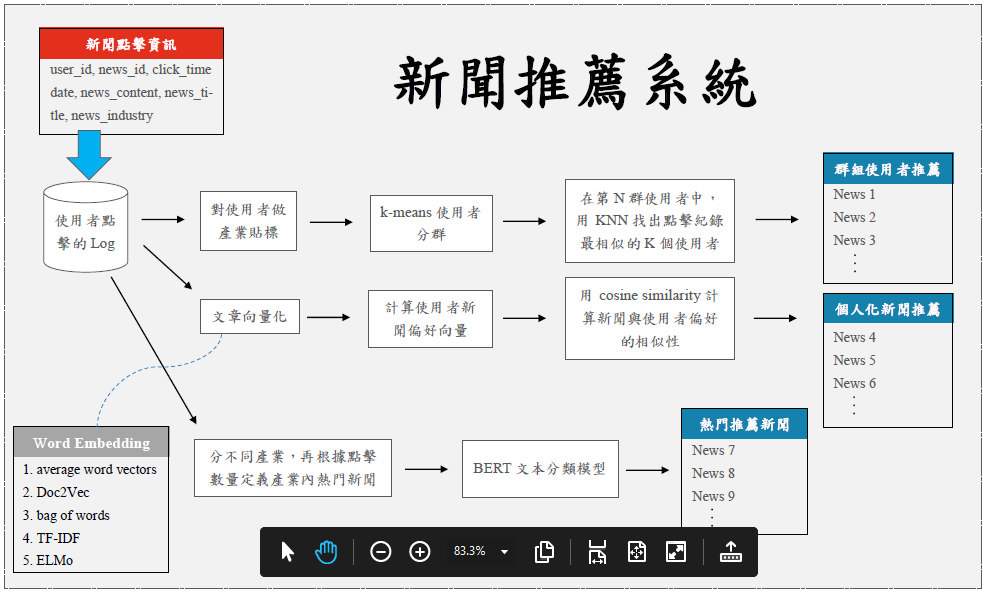 新聞點擊資訊
user_id, news_id, click_time
date, news_content, news_ti-
tle, news_industry
新聞推薦系統
使用者點
擊的 Log
對使用者做
產業貼標
k-means 使用者
分群
在第 N 群使用者中，
用 KNN 找出點擊紀錄
最相似的 K 個使用者
群組使用者推薦
News 1
News 2
News 3
⋮
文章向量化
計算使用者新
聞偏好向量
用 cosine similarity 計
算新聞與使用者偏好
的相似性
個人化新聞推薦
News 4
News 5
News 6
⋮
Word Embedding
1. average word vectors
2. Doc2Vec
3. bag of words
4. TF-IDF
5. ELMo
分不同產業，再根據點擊
數量定義產業內熱門新聞
BERT 文本分類模型
熱門推薦新聞
News 7
News 8
News 9
⋮
83.3%